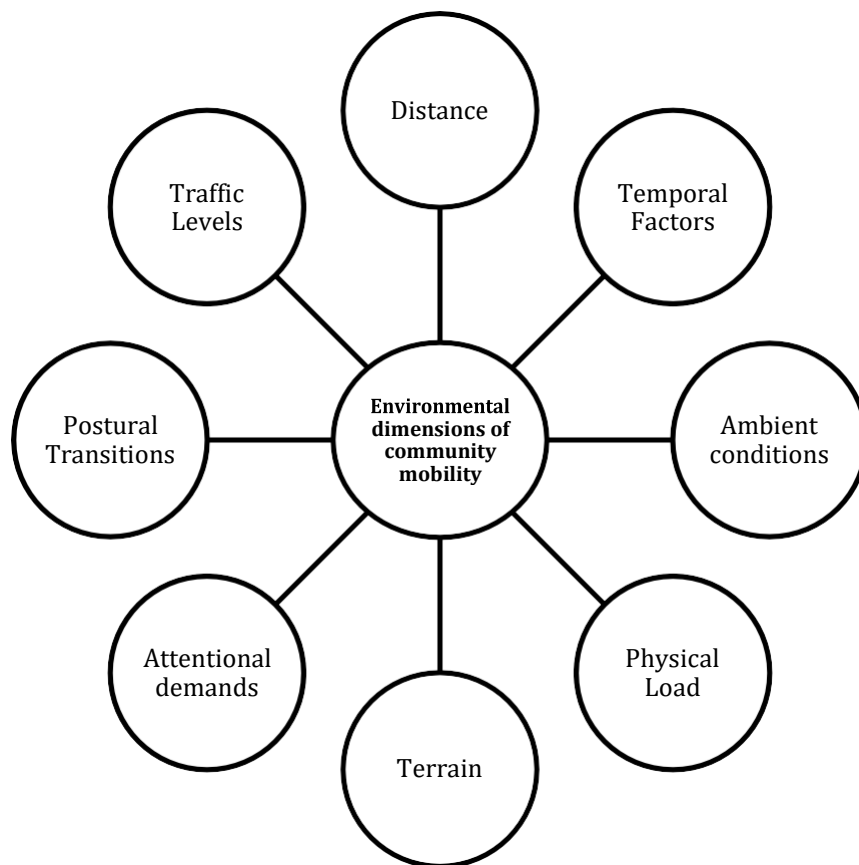 Distance
Traffic
Levels
Temporal
Factors
Environmental
dimensions of
community
mobility
Postural
Transitions
Ambient
conditions
Attentional
demands
Physical
Load
Terrain